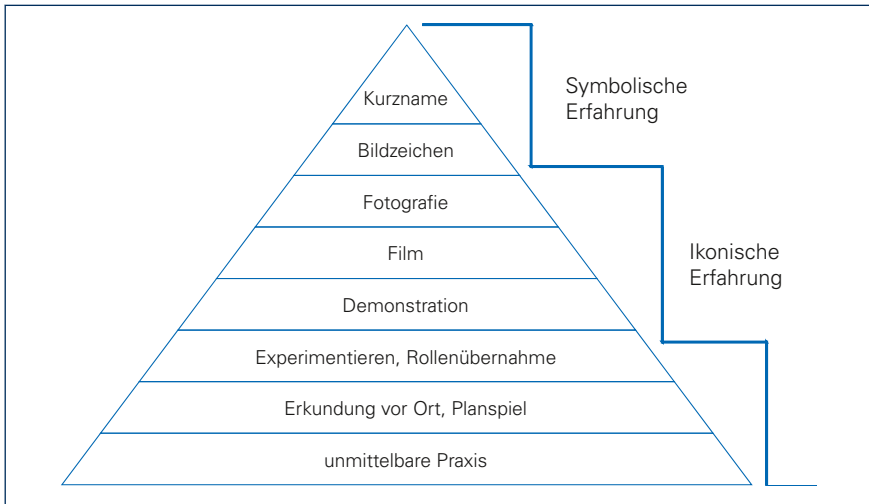 Kurzname
Bildzeichen
Fotografie
Film
Demonstration
Experimentieren, Rollenübernahme
Erkundung vor Ort, Planspiel
unmittelbare Praxis
Symbolische
Erfahrung
Ikonische
Erfahrung